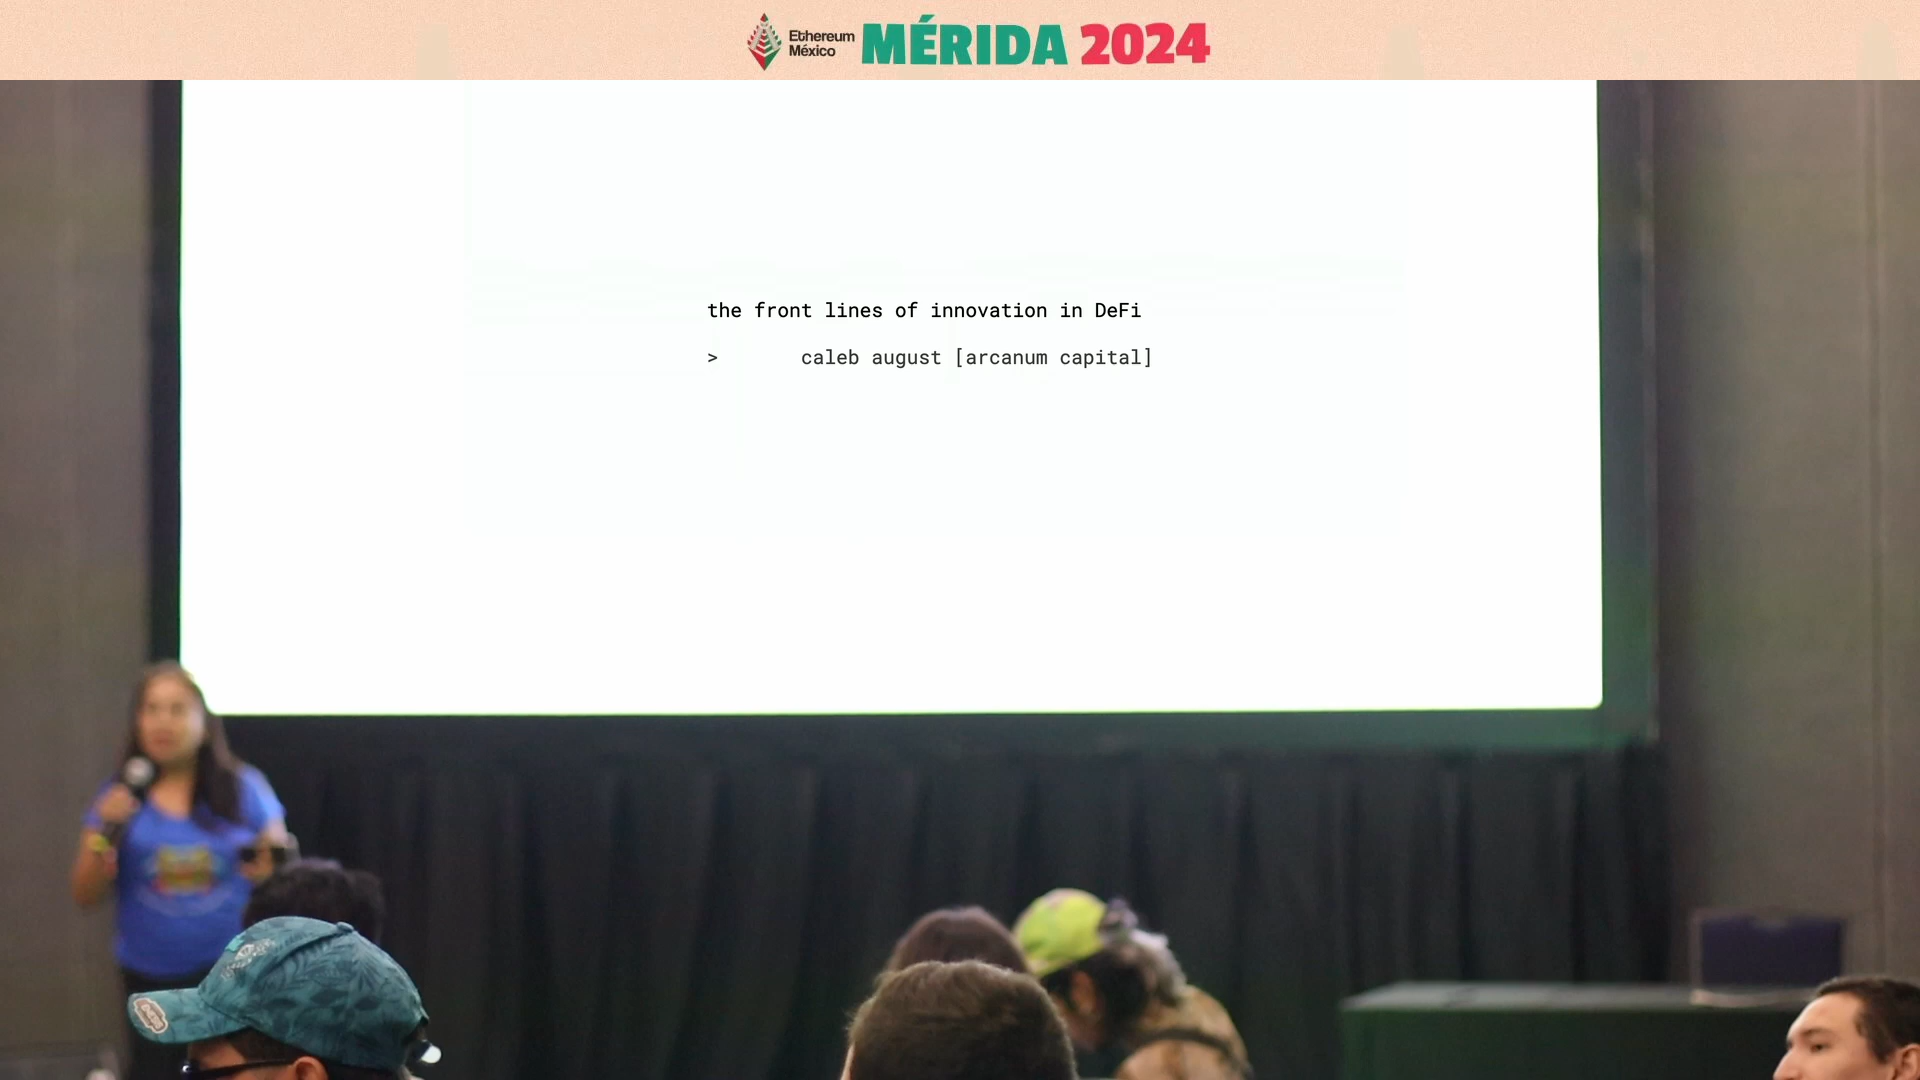 Ethereum
México
MÉRIDA 2024
the front lines of innovation in DeFi
> caleb august [arcanum capital]